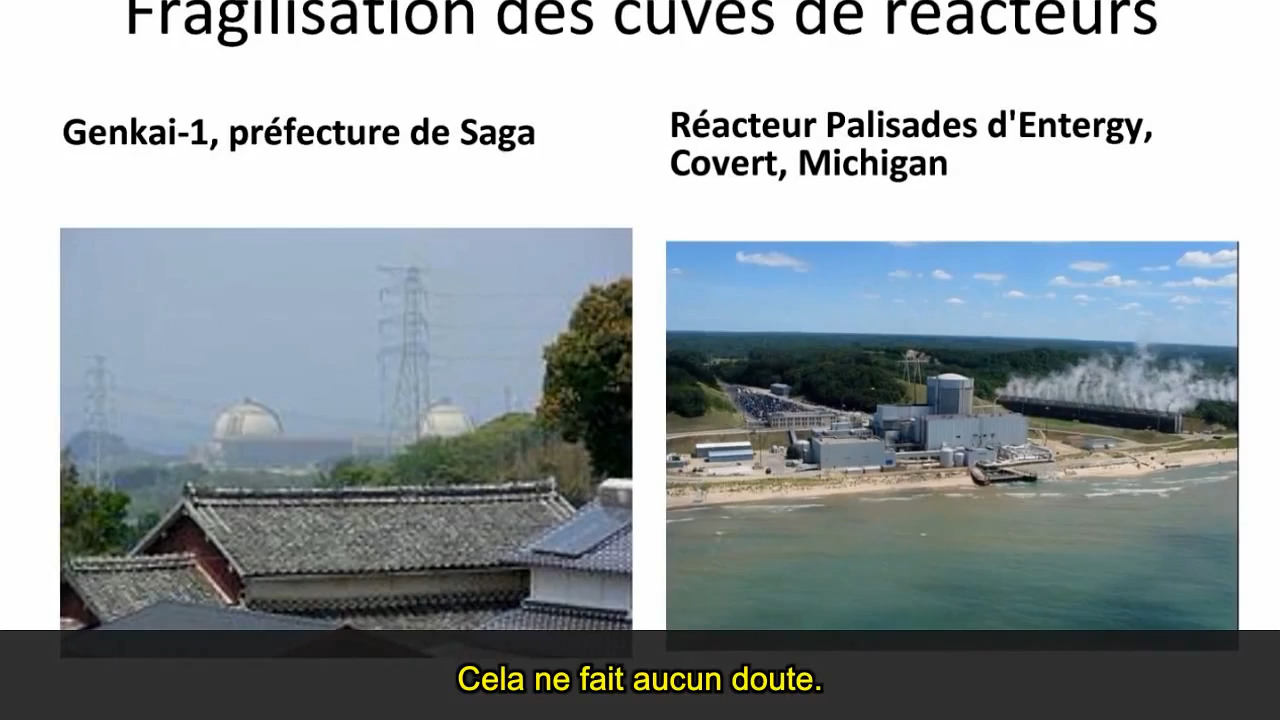 Fragilisation des cuves de réacteurs
Genkai-1, préfecture de Saga
Réacteur Palisades d'Entergy,
Covert, Michigan
Cela ne fait aucun doute.